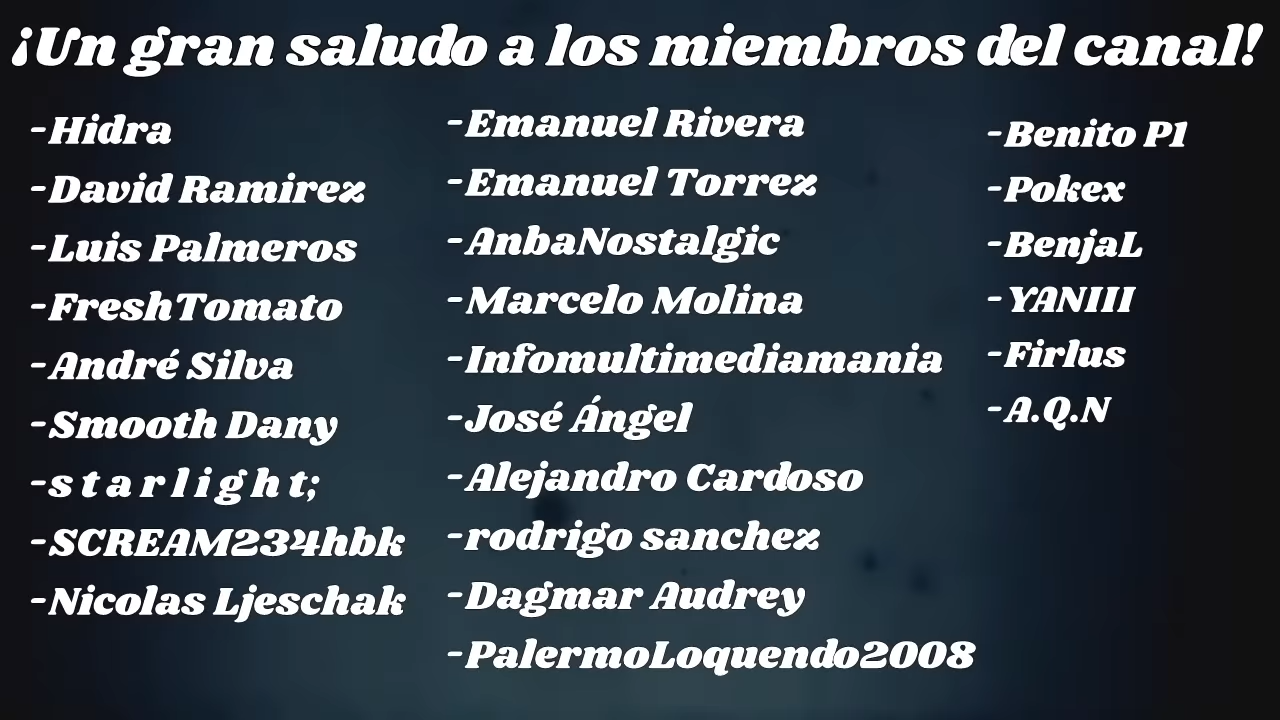 ¡Un gran saludo a los miembros del canal!
-Hidra
-David Ramirez
-Luis Palmeros
-FreshTomato
-André Silva
-Smooth Dany
-s t a r l i g h t;
-SCREAM234hbk
-Nicolas Ljeschak
-Emanuel Rivera
-Emanuel Torrez
-AnbaNostalgic
-Marcelo Molina
-Infomultimediamania
-José Ángel
-Alejandro Cardoso
-rodrigo sanchez
-Dagmar Audrey
-PalermoLoquendo2008
-Benito P1
-Pokex
-BenjaL
-YANIII
-Firlus
-A.Q.N